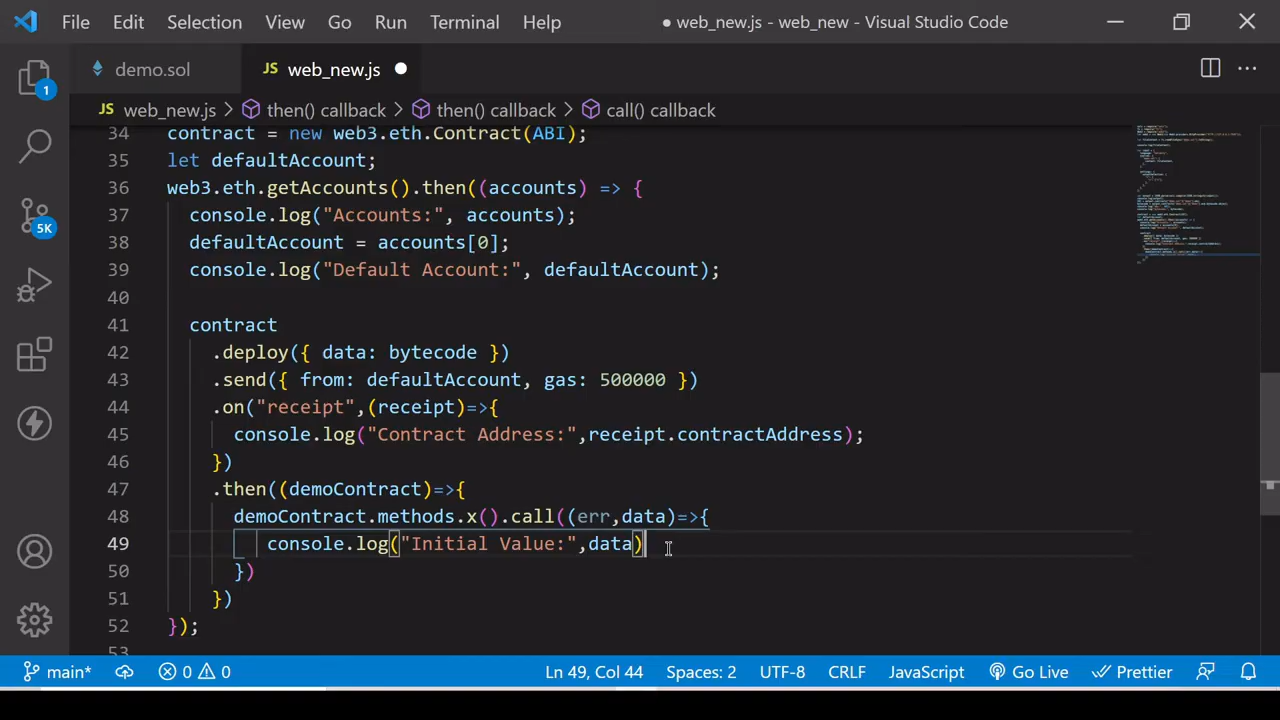 File Edit Selection View Go Run Terminal Help ● web_new.js - web_new - Visual Studio Code
demo.sol JS web_new.js
JS web_new.js > then() callback > then() callback > call() callback
34 contract = new web3.eth.Contract(ABI);
35 let defaultAccount;
36 web3.eth.getAccounts().then((accounts) => {
37 console.log("Accounts:", accounts);
38 defaultAccount = accounts[0];
39 console.log("Default Account:", defaultAccount);
40
41 contract
42 .deploy({ data: bytecode })
43 .send({ from: defaultAccount, gas: 500000 })
44 .on("receipt",(receipt)=>{
45 console.log("Contract Address:",receipt.contractAddress);
46 })
47 .then((demoContract)=>{
48 demoContract.methods.x().call((err,data)=>{
49 console.log("Initial Value:",data)
50 })
51 })
52 });
53
1
5K
main* 0 0 Ln 49, Col 44 Spaces: 2 UTF-8 CRLF JavaScript Go Live Prettier